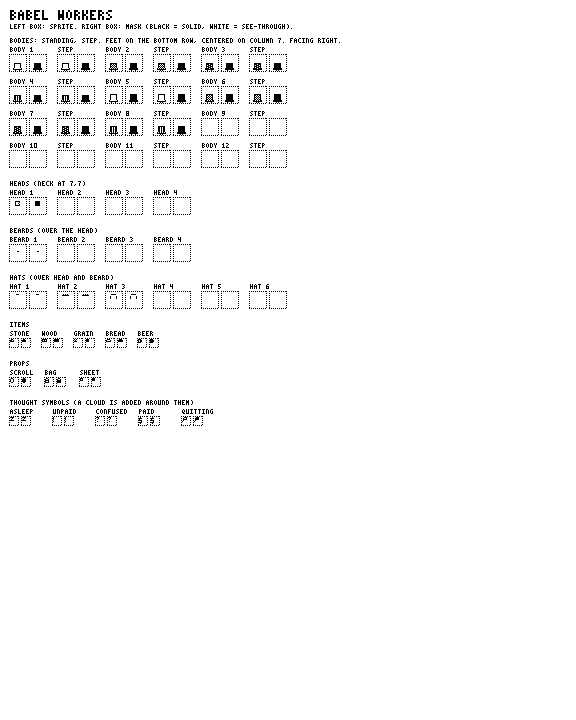 BABEL WORKERS
LEFT BOX: SPRITE. RIGHT BOX: MASK (BLACK = SOLID, WHITE = SEE-THROUGH).
BODIES: STANDING, STEP. FEET ON THE BOTTOM ROW, CENTERED ON COLUMN 7, FACING RIGHT.
BODY 1 STEP BODY 2 STEP BODY 3 STEP
BODY 4 STEP BODY 5 STEP BODY 6 STEP
BODY 7 STEP BODY 8 STEP BODY 9 STEP
BODY 10 STEP BODY 11 STEP BODY 12 STEP
HEADS (NECK AT 7,7)
HEAD 1 HEAD 2 HEAD 3 HEAD 4
BEARDS (OVER THE HEAD)
BEARD 1 BEARD 2 BEARD 3 BEARD 4
HATS (OVER HEAD AND BEARD)
HAT 1 HAT 2 HAT 3 HAT 4 HAT 5 HAT 6
ITEMS
STONE WOOD GRAIN BREAD BEER
PROPS
SCROLL BAG SHEET
THOUGHT SYMBOLS (A CLOUD IS ADDED AROUND THEM)
ASLEEP UNPAID CONFUSED PAID QUITTING